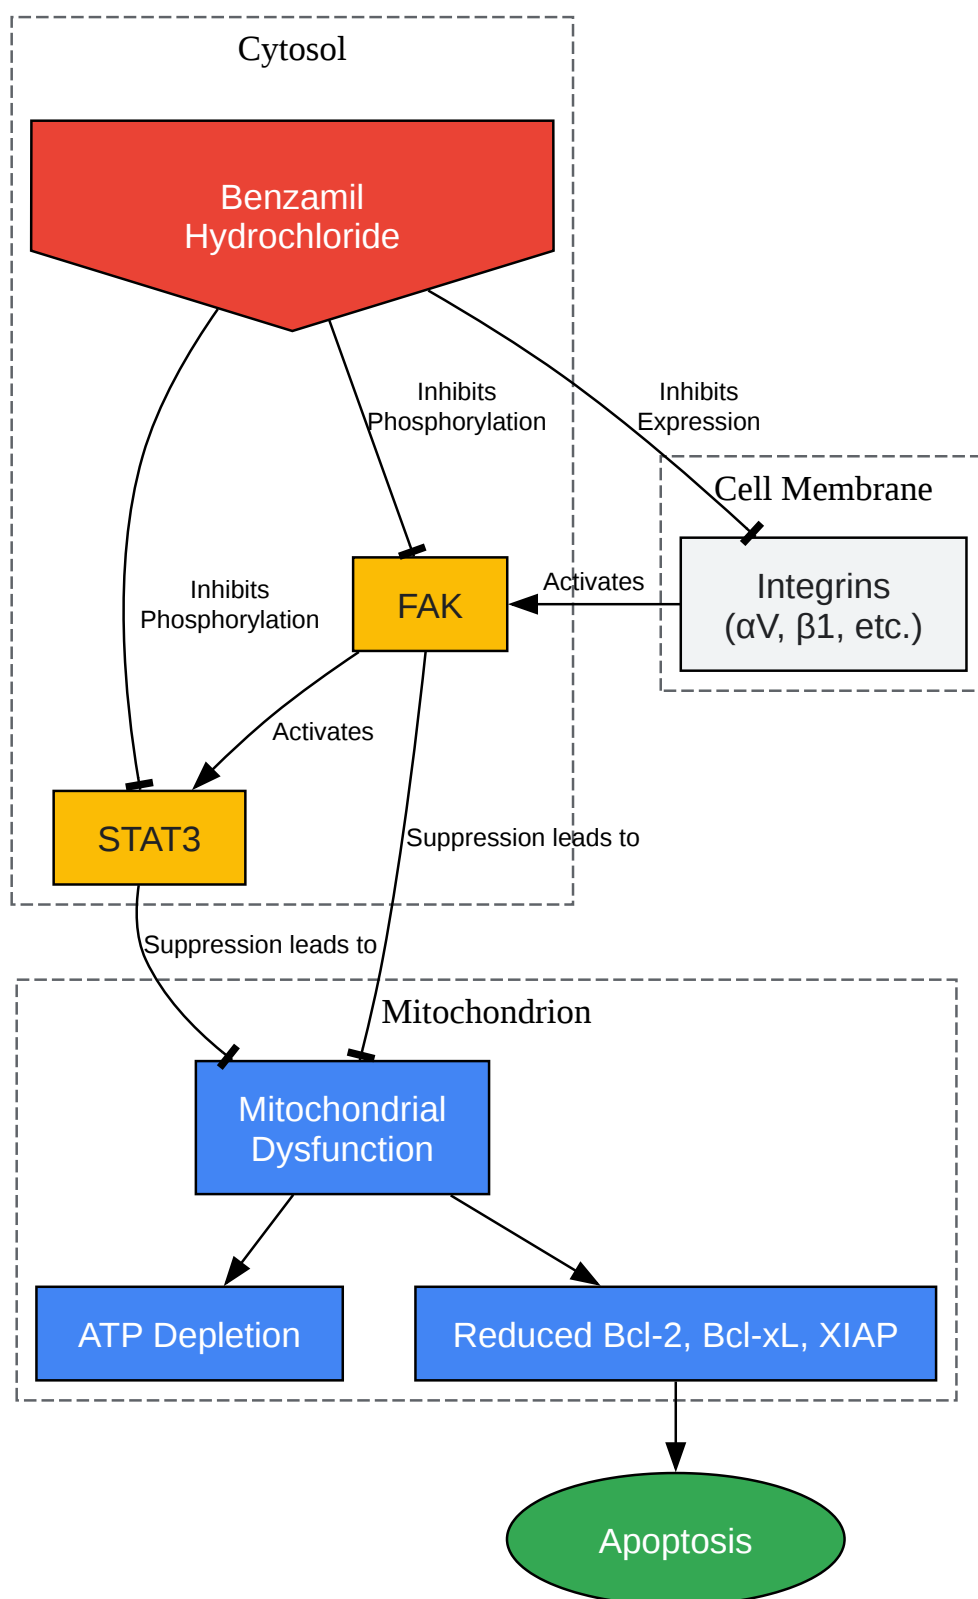 Cytosol
Benzamil
Hydrochloride
Inhibits
Phosphorylation
Inhibits
Expression
Cell Membrane
Integrins
(αV, β1, etc.)
Activates
FAK
Inhibits
Phosphorylation
Activates
STAT3
Suppression leads to
Suppression leads to
Mitochondrion
Mitochondrial
Dysfunction
ATP Depletion
Reduced Bcl-2, Bcl-xL, XIAP
Apoptosis